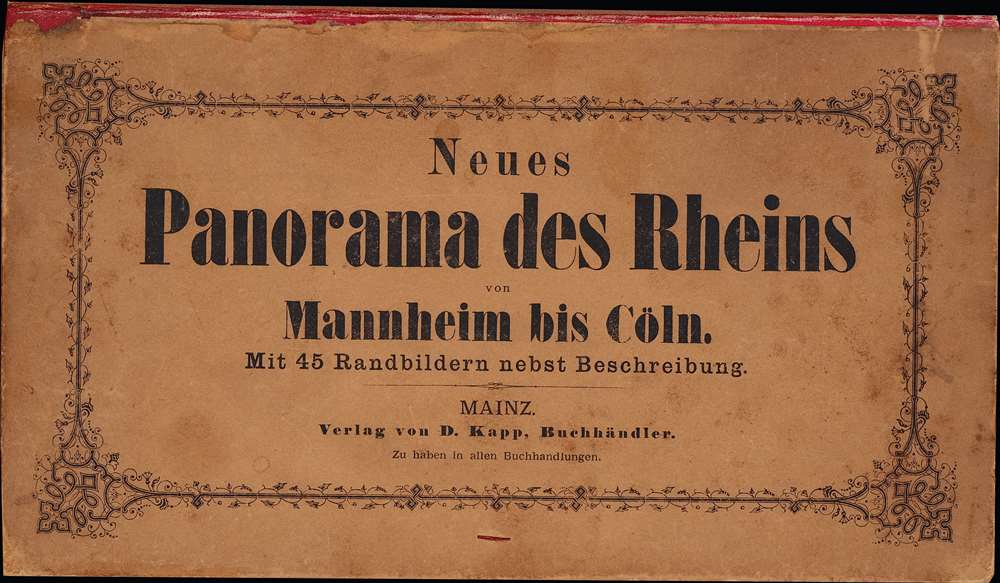 Neues
Panorama des Rheins
von
Mannheim bis Cöln.
Mit 45 Randbildern nebst Beschreibung.
MAINZ.
Verlag von D. Kapp, Buchhändler.
Zu haben in allen Buchhandlungen.